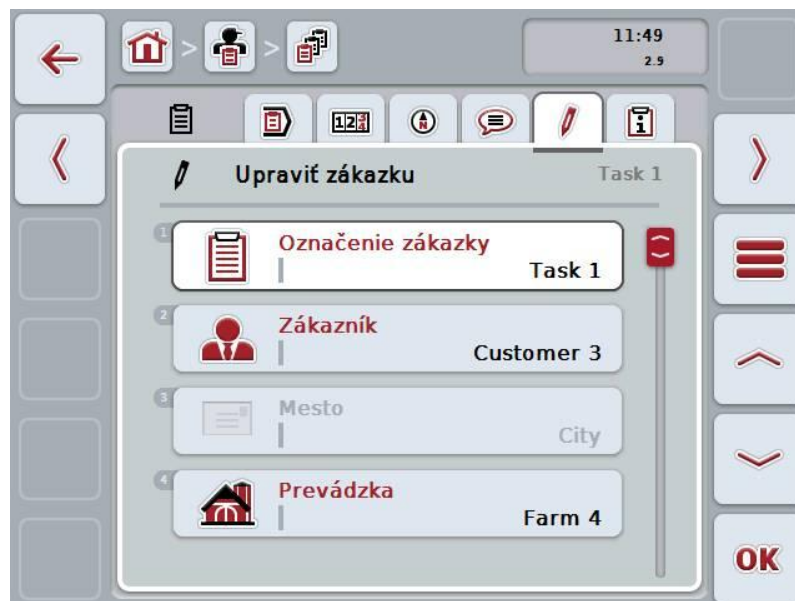 > >
11:49
2.9
Upraviť zákazku Task 1
1
Označenie zákazky
Task 1
2
Zákazník
Customer 3
3
Mesto
City
4
Prevádzka
Farm 4
OK